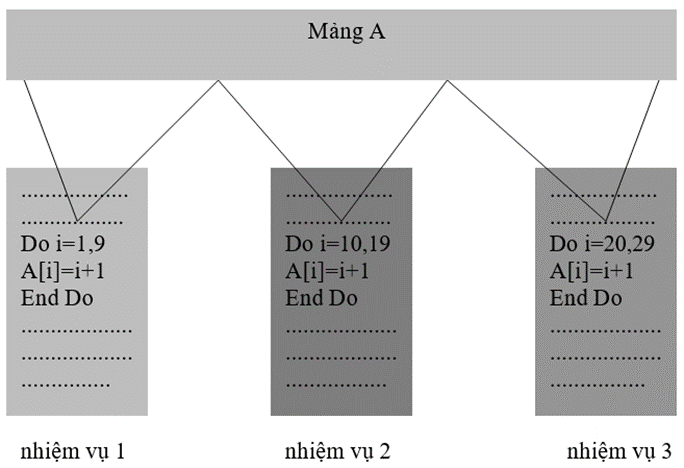 Mảng A
..................
.................
Do i=1,9
A[i]=i+1
End Do
...................
...................
...............
nhiệm vụ 1
..................
.................
Do i=10,19
A[i]=i+1
End Do
...................
...................
.................
nhiệm vụ 2
..................
.................
Do i=20,29
A[i]=i+1
End Do
...................
...................
................
nhiệm vụ 3